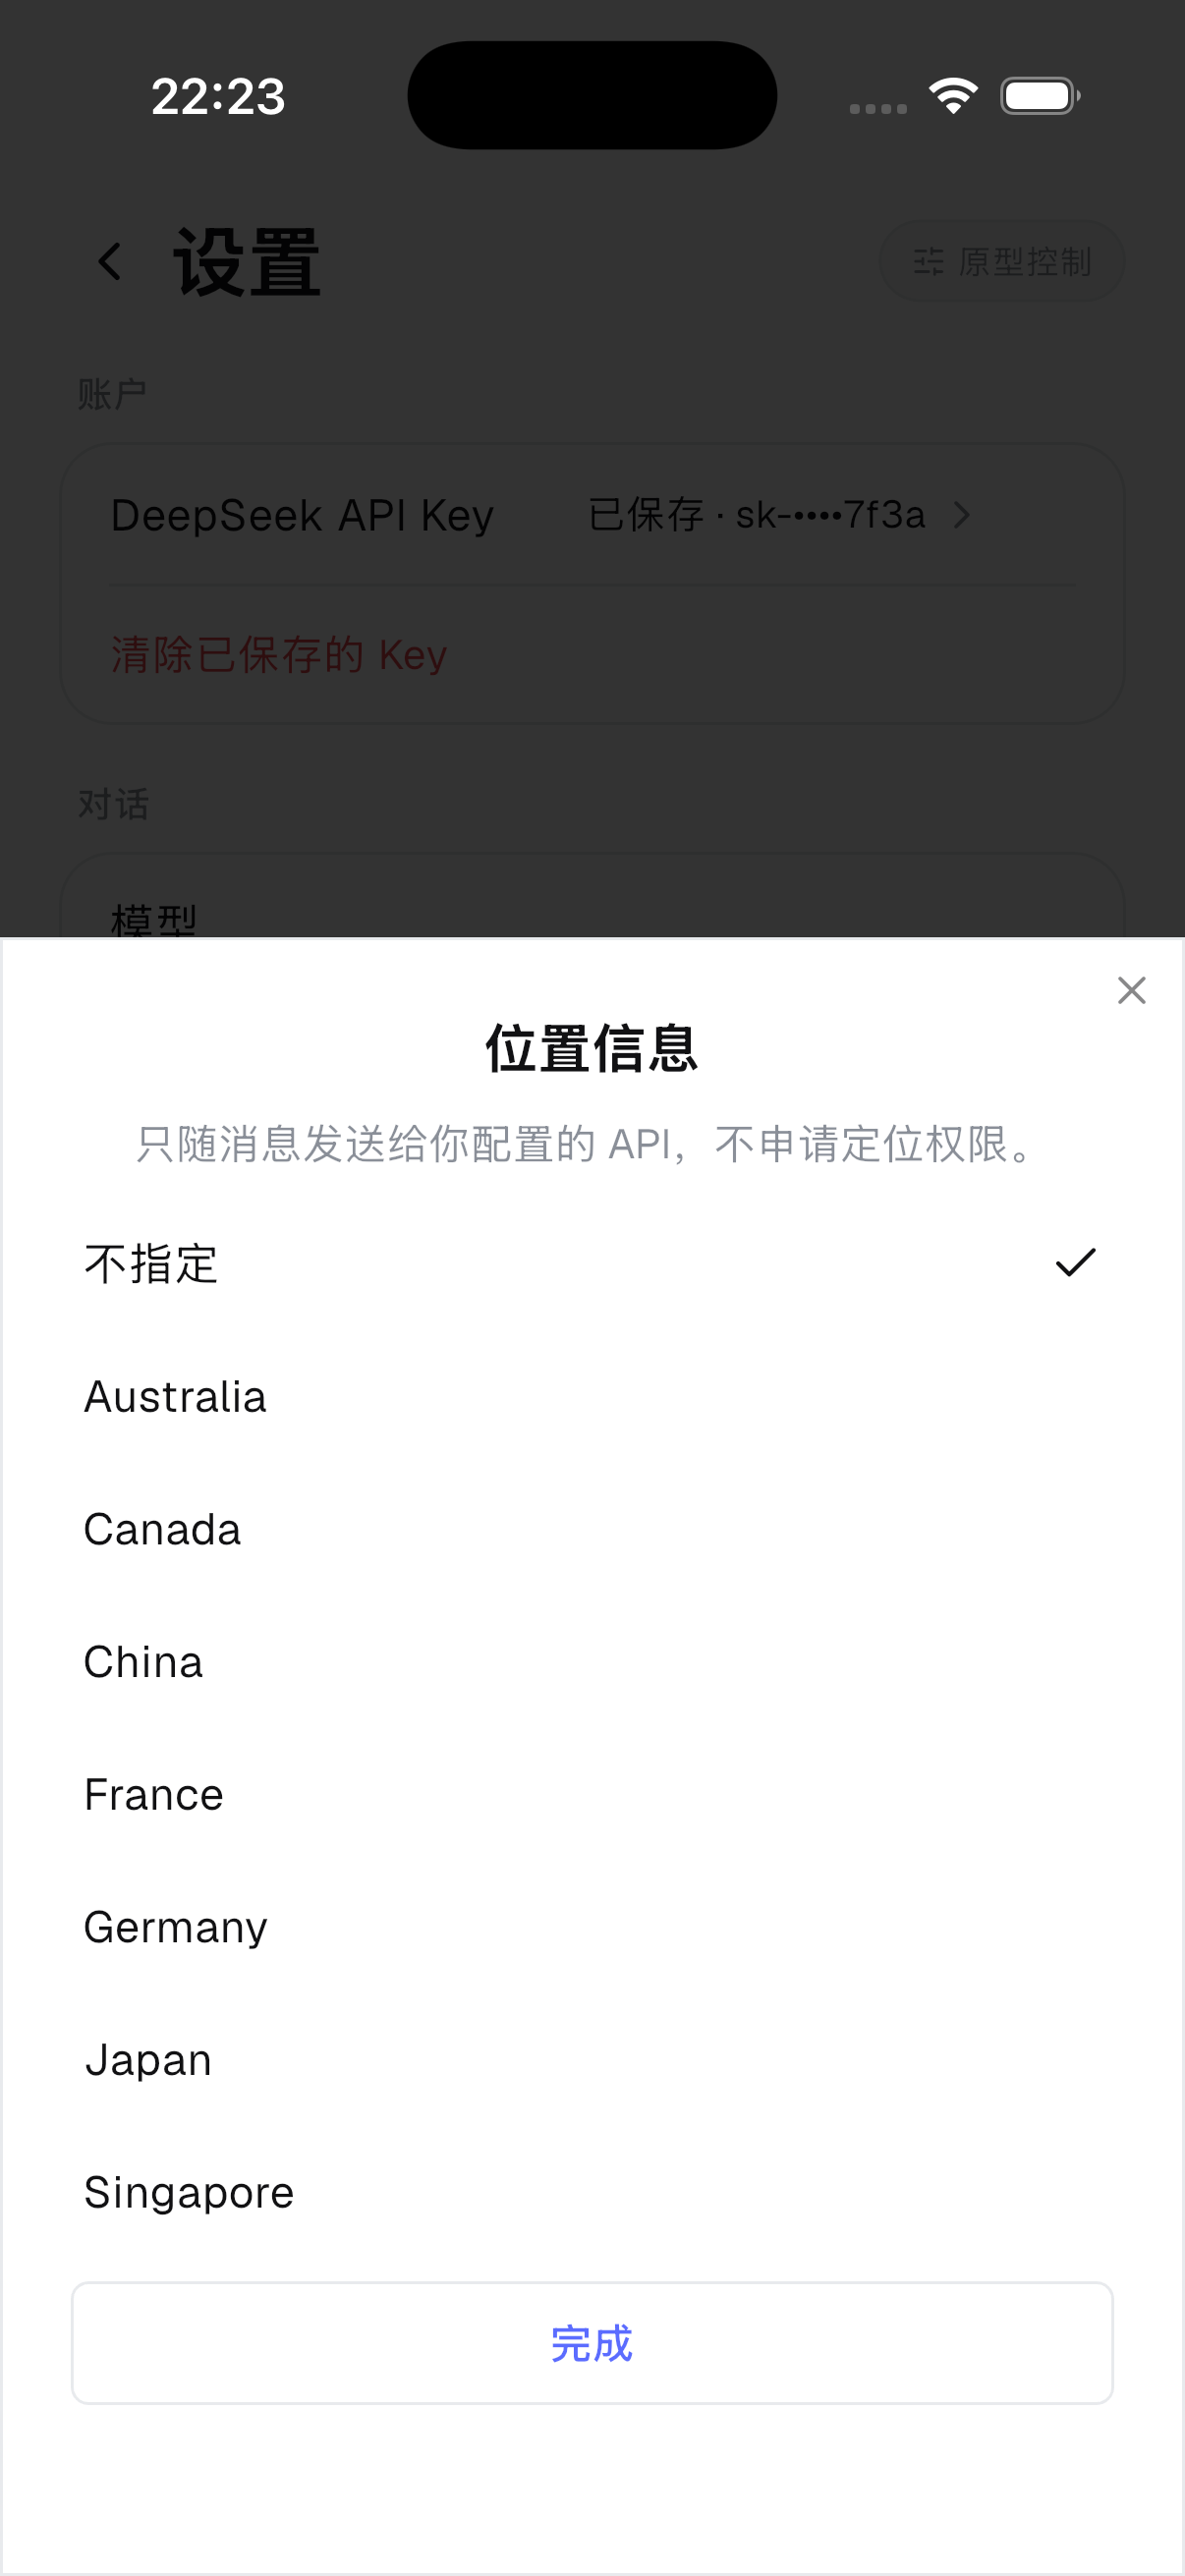 22:23
设置
原型控制
账户
DeepSeek API Key 已保存 · sk-••••7f3a
清除已保存的 Key
对话
模型
位置信息
只随消息发送给你配置的 API，不申请定位权限。
不指定
Australia
Canada
China
France
Germany
Japan
Singapore
完成